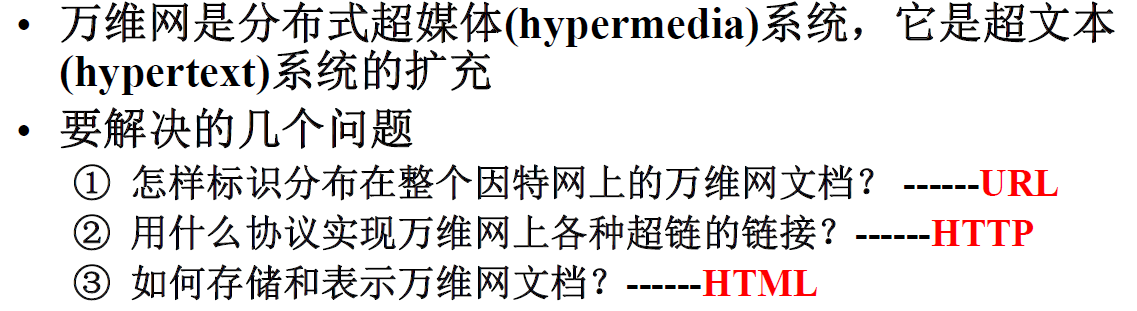 • 万维网是分布式超媒体(hypermedia)系统，它是超文本
(hypertext)系统的扩充
• 要解决的几个问题
① 怎样标识分布在整个因特网上的万维网文档？ ------URL
② 用什么协议实现万维网上各种超链的链接？------HTTP
③ 如何存储和表示万维网文档？------HTML